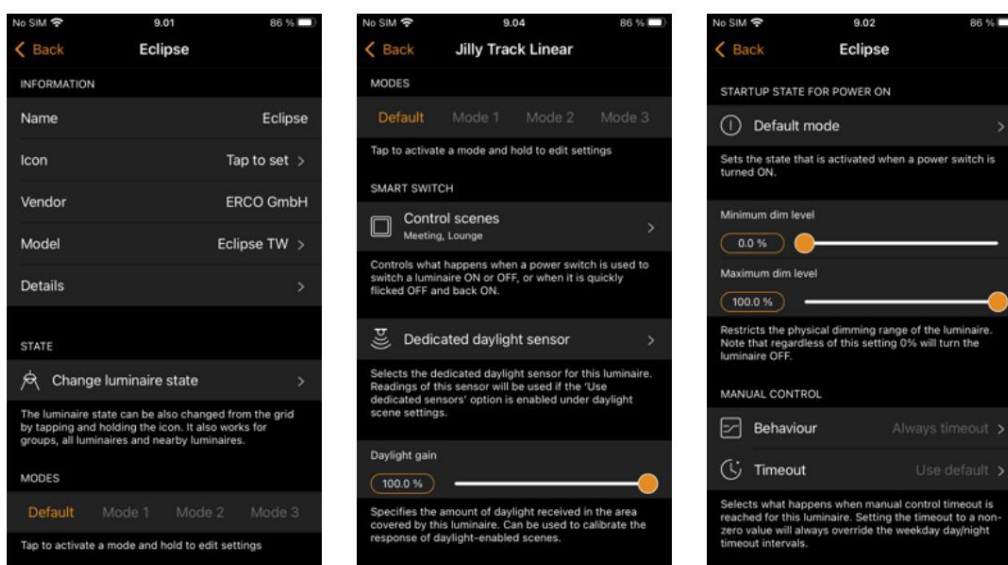 No SIM 9.01 86 %
Back Eclipse
INFORMATION
Name Eclipse
Icon Tap to set >
Vendor ERCO GmbH
Model Eclipse TW >
Details >
STATE
Change luminaire state >
The luminaire state can be also changed from the grid
by tapping and holding the icon. It also works for
groups, all luminaires and nearby luminaires.
MODES
Default Mode 1 Mode 2 Mode 3
Tap to activate a mode and hold to edit settings
No SIM 9.04 86 %
Back Jilly Track Linear
MODES
Default Mode 1 Mode 2 Mode 3
Tap to activate a mode and hold to edit settings
SMART SWITCH
Control scenes >
Meeting, Lounge
Controls what happens when a power switch is used to
switch a luminaire ON or OFF, or when it is quickly
flicked OFF and back ON.
Dedicated daylight sensor >
Selects the dedicated daylight sensor for this luminaire.
Readings of this sensor will be used if the 'Use
dedicated sensors' option is enabled under daylight
scene settings.
Daylight gain
100.0 %
Specifies the amount of daylight received in the area
covered by this luminaire. Can be used to calibrate the
response of daylight-enabled scenes.
No SIM 9.02 86 %
Back Eclipse
STARTUP STATE FOR POWER ON
Default mode >
Sets the state that is activated when a power switch is
turned ON.
Minimum dim level
0.0 %
Maximum dim level
100.0 %
Restricts the physical dimming range of the luminaire.
Note that regardless of this setting 0% will turn the
luminaire OFF.
MANUAL CONTROL
Behaviour Always timeout >
Timeout Use default >
Selects what happens when manual control timeout is
reached for this luminaire. Setting the timeout to a non-
zero value will always override the weekday day/night
timeout intervals.